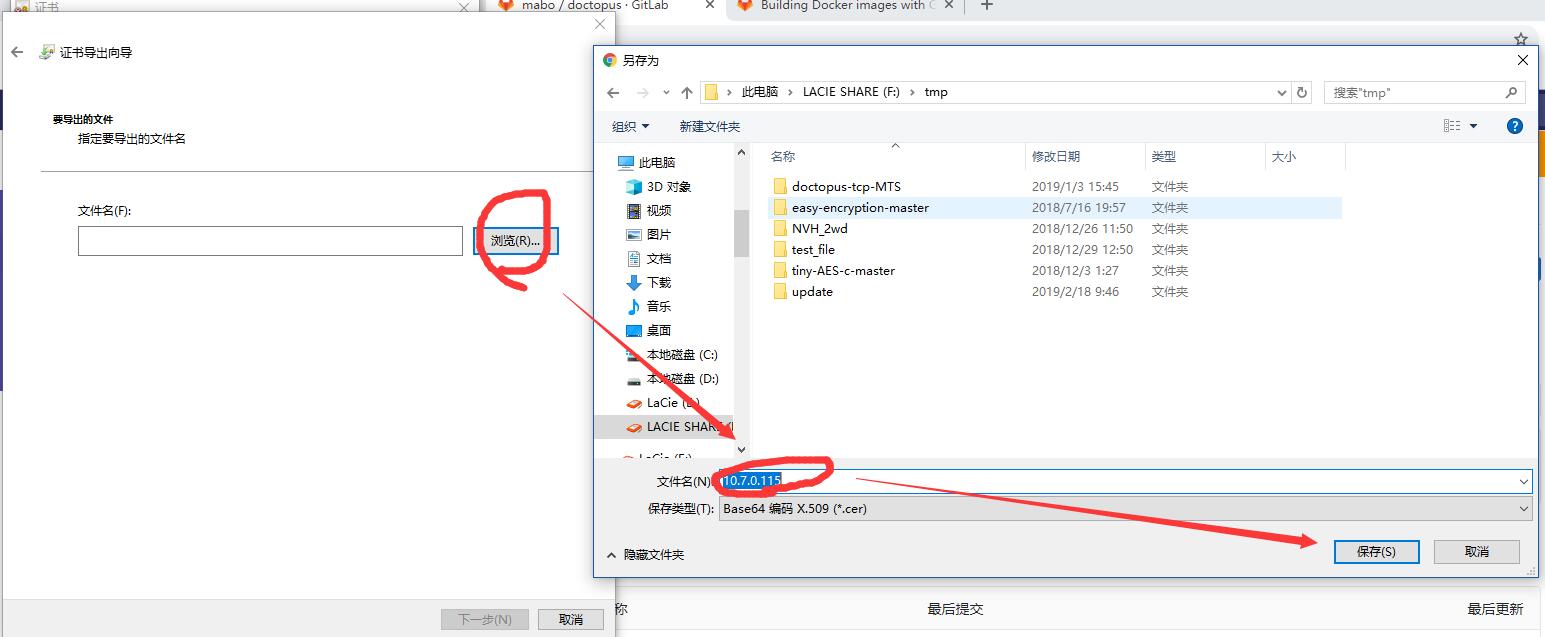 证书
mabo / doctopus · GitLab
Building Docker images with
证书导出向导
要导出的文件
指定要导出的文件名
文件名(F):
浏览(R)...
下一步(N)
取消
另存为
此电脑 › LACIE SHARE (F:) › tmp
搜索"tmp"
组织
新建文件夹
此电脑
3D 对象
视频
图片
文档
下载
音乐
桌面
本地磁盘 (C:)
本地磁盘 (D:)
LaCie
LACIE SHARE
名称 修改日期 类型 大小
doctopus-tcp-MTS 2019/1/3 15:45 文件夹
easy-encryption-master 2018/7/16 19:57 文件夹
NVH_2wd 2018/12/26 11:50 文件夹
test_file 2018/12/29 12:50 文件夹
tiny-AES-c-master 2018/12/3 1:27 文件夹
update 2019/2/18 9:46 文件夹
文件名(N): 10.7.0.115
保存类型(T): Base64 编码 X.509 (*.cer)
隐藏文件夹
保存(S)
取消
称 最后提交 最后更新